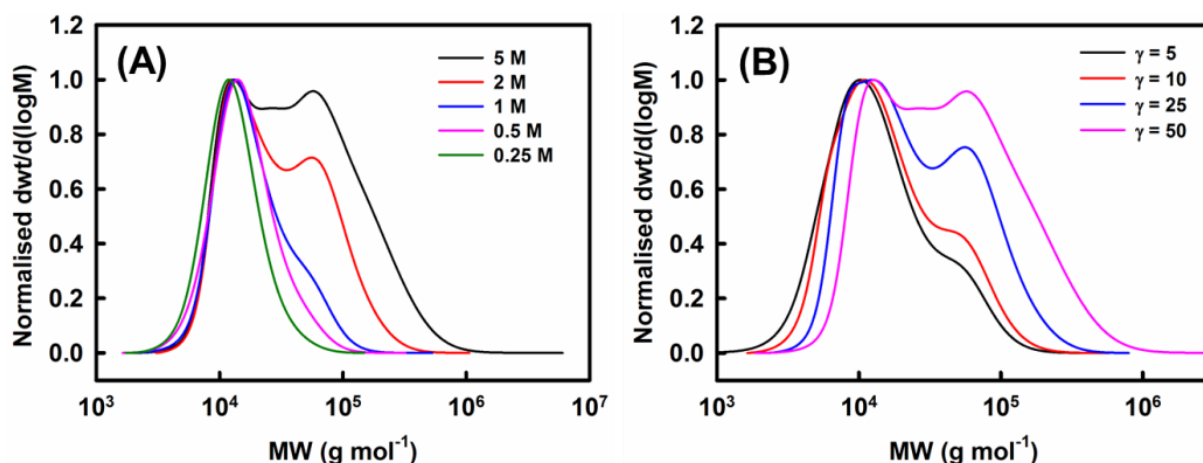 (A)
5 M
2 M
1 M
0.5 M
0.25 M
Normalised dwt/d(logM)
1.2
1.0
0.8
0.6
0.4
0.2
0.0
10³ 10⁴ 10⁵ 10⁶ 10⁷
MW (g mol⁻¹)
(B)
γ = 5
γ = 10
γ = 25
γ = 50
Normalised dwt/d(logM)
1.2
1.0
0.8
0.6
0.4
0.2
0.0
10³ 10⁴ 10⁵ 10⁶
MW (g mol⁻¹)